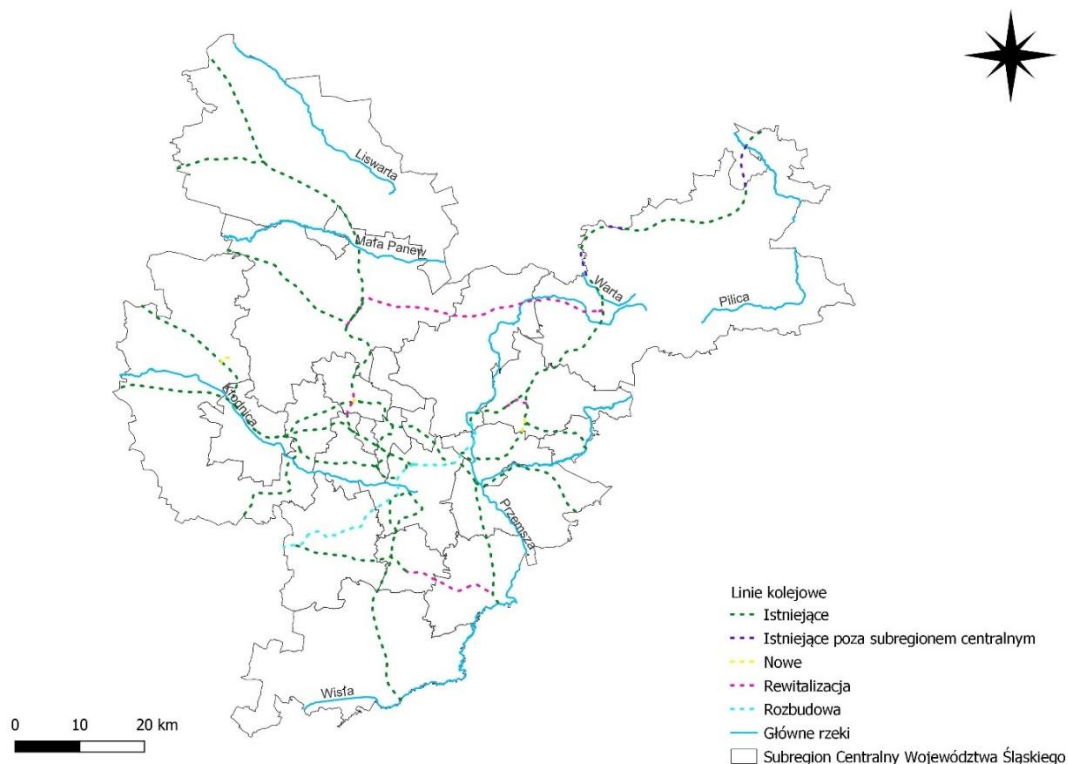 Liswarta
Mała Panew
Warta
Pilica
Kłodnica
Przemsza
Wisła
Linie kolejowe
Istniejące
Istniejące poza subregionem centralnym
Nowe
Rewitalizacja
Rozbudowa
Główne rzeki
Subregion Centralny Województwa Śląskiego
0 10 20 km